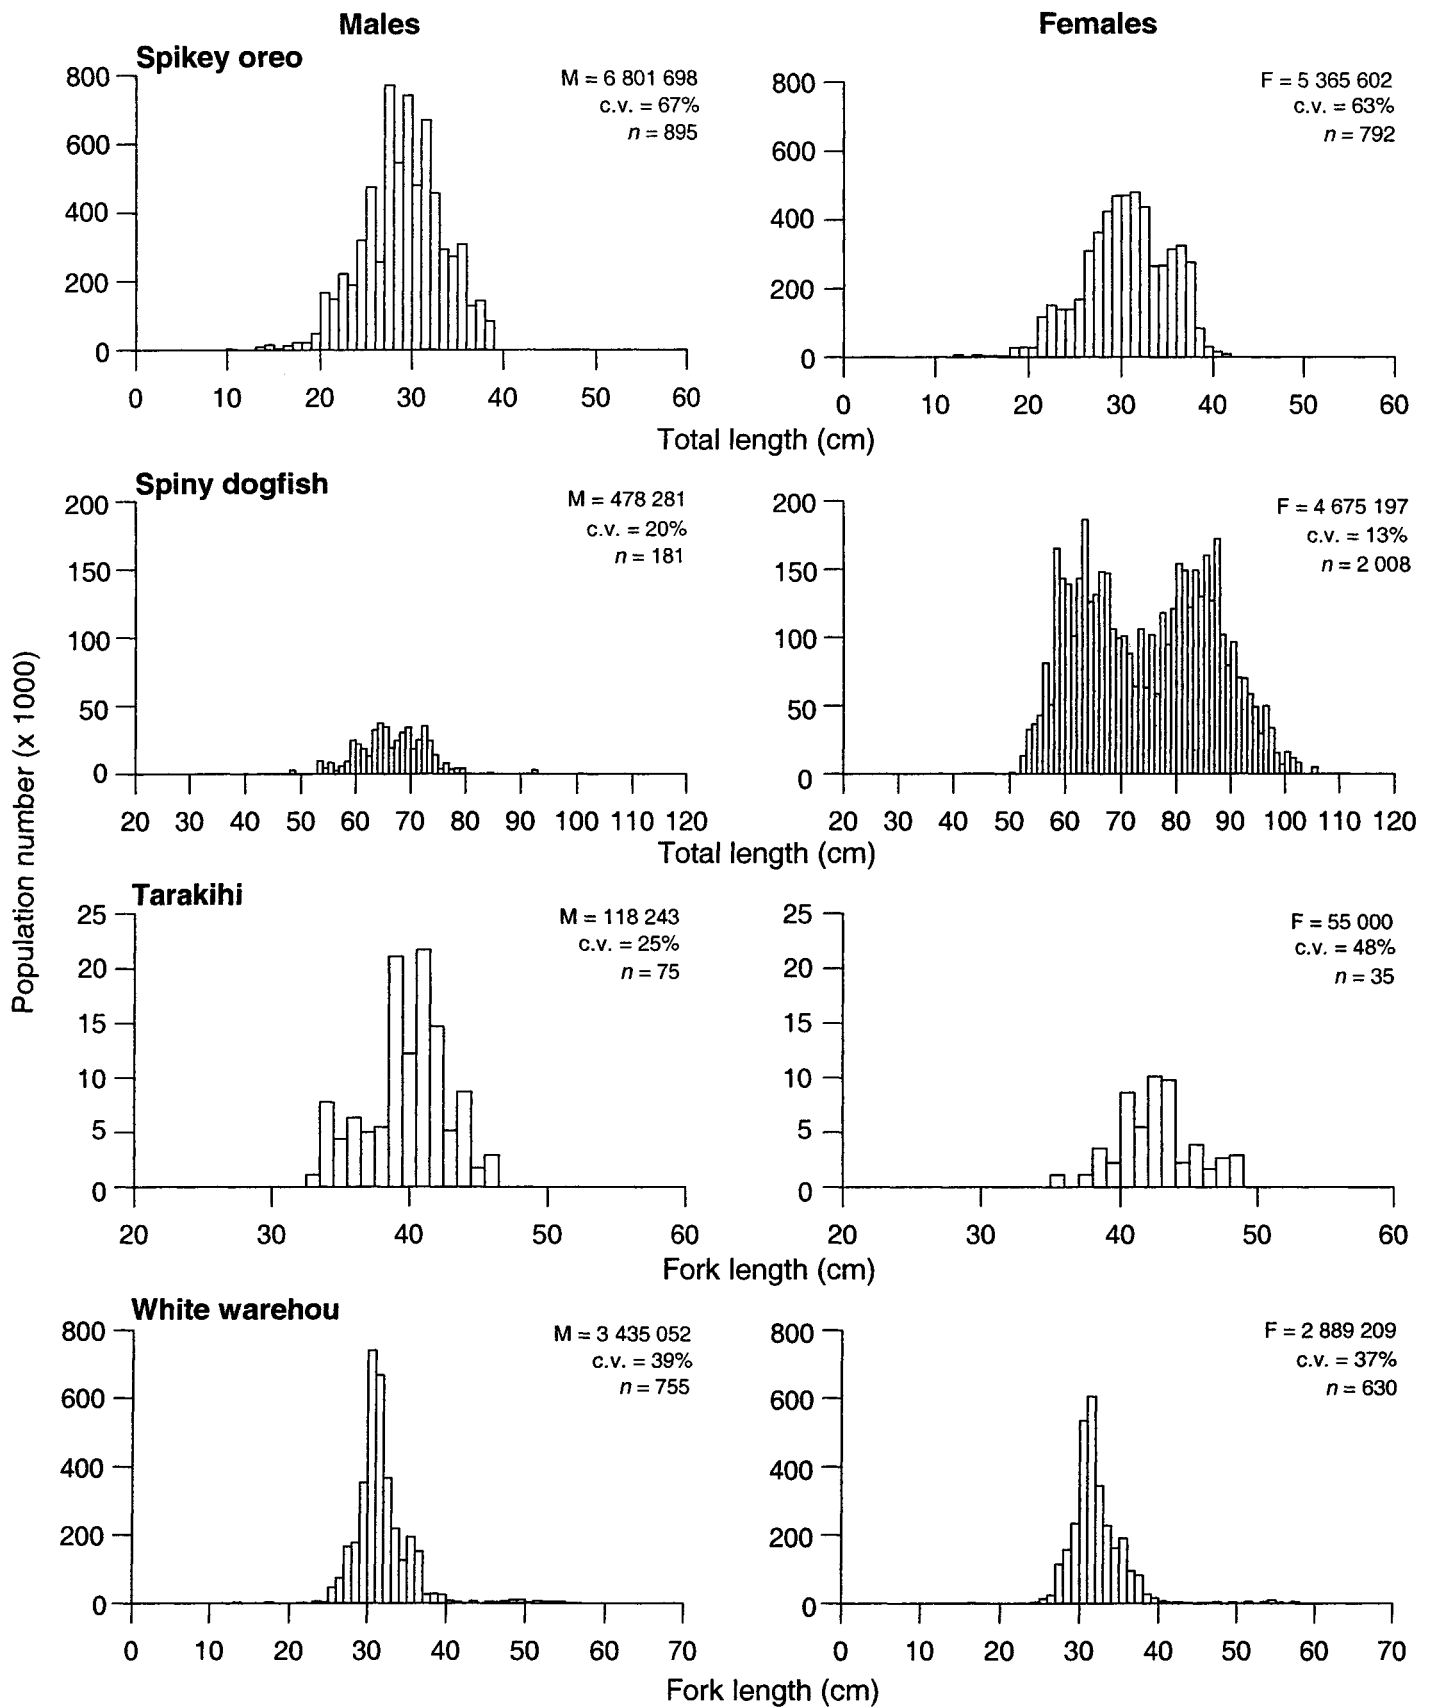 Males
Females
Spikey oreo
M = 6 801 698
c.v. = 67%
n = 895
800
600
400
200
0
0 10 20 30 40 50 60
F = 5 365 602
c.v. = 63%
n = 792
800
600
400
200
0
0 10 20 30 40 50 60
Total length (cm)
Spiny dogfish
M = 478 281
c.v. = 20%
n = 181
200
150
100
50
0
20 30 40 50 60 70 80 90 100 110 120
F = 4 675 197
c.v. = 13%
n = 2 008
200
150
100
50
0
20 30 40 50 60 70 80 90 100 110 120
Total length (cm)
Population number (x 1000)
Tarakihi
M = 118 243
c.v. = 25%
n = 75
25
20
15
10
5
0
20 30 40 50 60
F = 55 000
c.v. = 48%
n = 35
25
20
15
10
5
0
20 30 40 50 60
Fork length (cm)
White warehou
M = 3 435 052
c.v. = 39%
n = 755
800
600
400
200
0
0 10 20 30 40 50 60 70
F = 2 889 209
c.v. = 37%
n = 630
800
600
400
200
0
0 10 20 30 40 50 60 70
Fork length (cm)